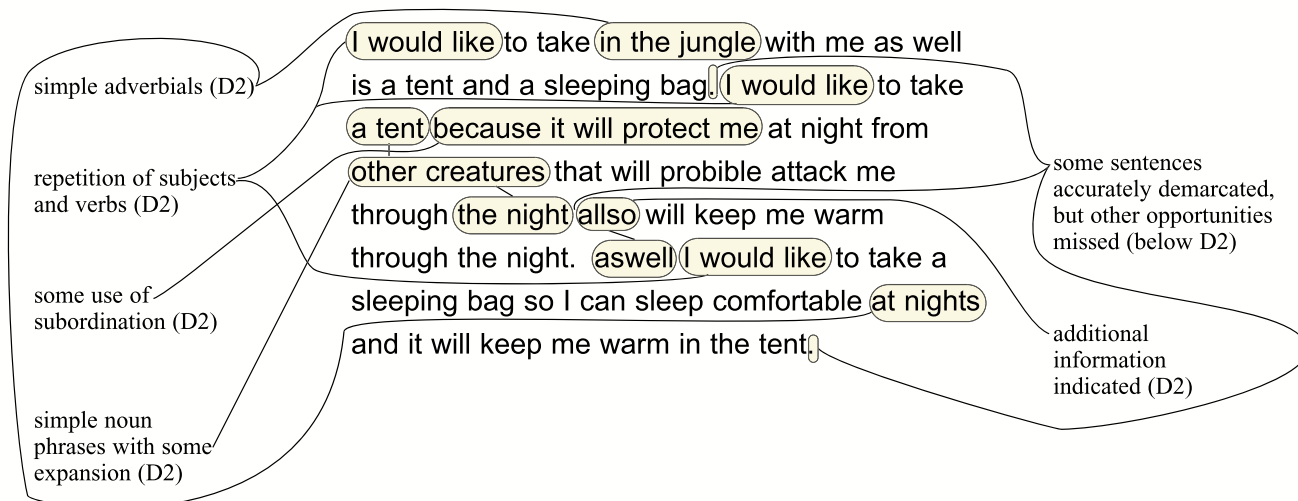 I would like to take in the jungle with me as well
is a tent and a sleeping bag. I would like to take
a tent because it will protect me at night from
other creatures that will probible attack me
through the night allso will keep me warm
through the night. aswell I would like to take a
sleeping bag so I can sleep comfortable at nights
and it will keep me warm in the tent.
simple adverbials (D2)
repetition of subjects
and verbs (D2)
some use of
subordination (D2)
simple noun
phrases with some
expansion (D2)
some sentences
accurately demarcated,
but other opportunities
missed (below D2)
additional
information
indicated (D2)